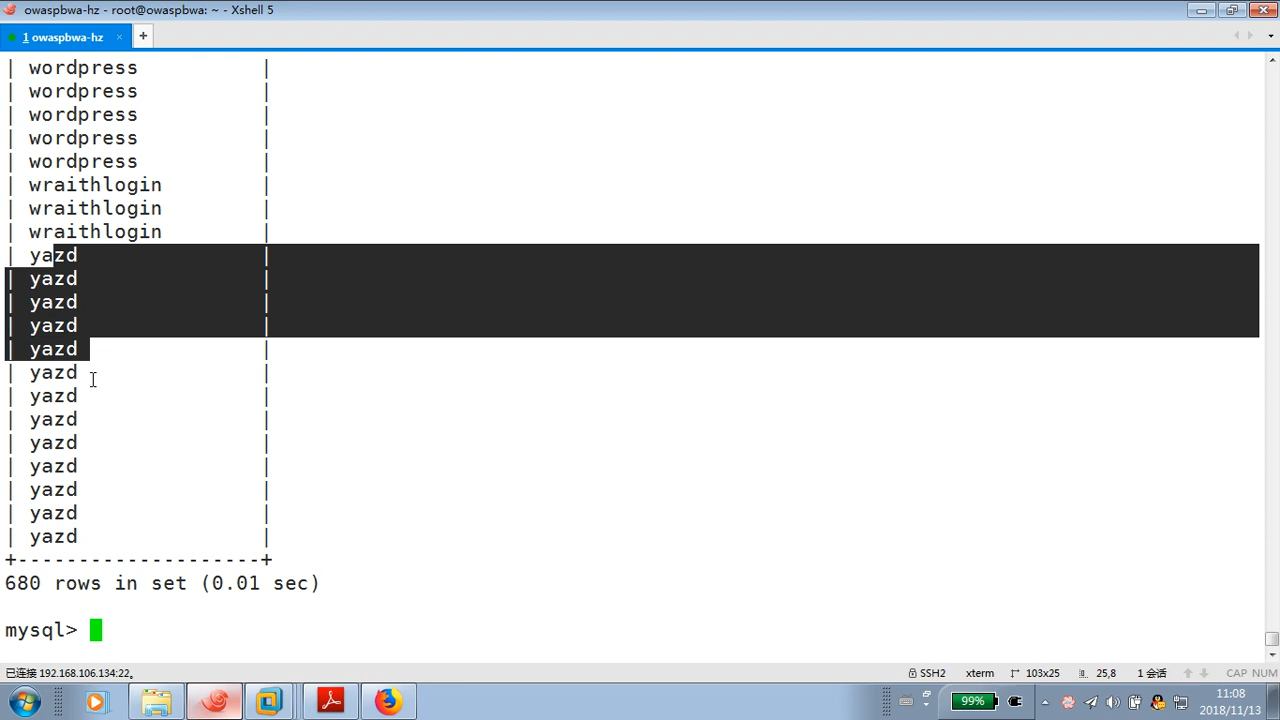 owaspbwa-hz - root@owaspbwa: ~ - Xshell 5
1 owaspbwa-hz × +
| wordpress |
| wordpress |
| wordpress |
| wordpress |
| wordpress |
| wraithlogin |
| wraithlogin |
| wraithlogin |
| yazd |
| yazd |
| yazd |
| yazd |
| yazd |
| yazd |
| yazd |
| yazd |
| yazd |
| yazd |
| yazd |
| yazd |
| yazd |
+--------------------+
680 rows in set (0.01 sec)
mysql>
已连接 192.168.106.134:22。 SSH2 xterm 103x25 25,8 1 会话 CAP NUM
99% 11:08
2018/11/13